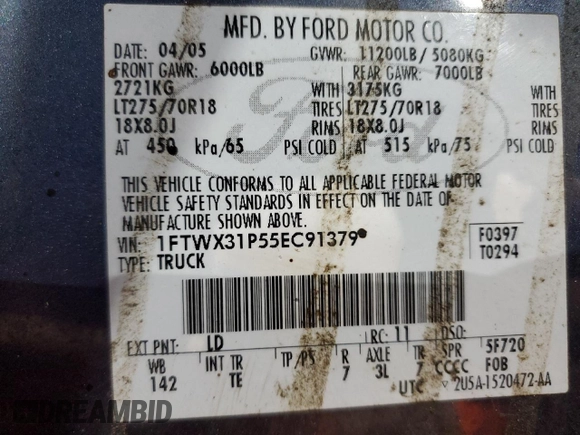 MFD. BY FORD MOTOR CO.
DATE: 04/05 GVWR: 11200LB / 5080KG
FRONT GAWR: 6000LB REAR GAWR: 7000LB
2721KG WITH 3175KG WITH
LT275/70R18 TIRES LT275/70R18 TIRES
18X8.0J RIMS 18X8.0J RIMS
AT 450 kPa/65 PSI COLD AT 515 kPa/75 PSI COLD
THIS VEHICLE CONFORMS TO ALL APPLICABLE FEDERAL MOTOR
VEHICLE SAFETY STANDARDS IN EFFECT ON THE DATE OF
MANUFACTURE SHOWN ABOVE.
VIN: 1FTWX31P55EC91379 F0397
TYPE: TRUCK T0294
EXT PNT: LD RC: 11 DSO:
WB INT TR TP/PS R AXLE TR SPR 5F720
142 TE 7 3L 7 CCCC FOB
UTC 2U5A-1520472-AA
Ford
DREAMBID